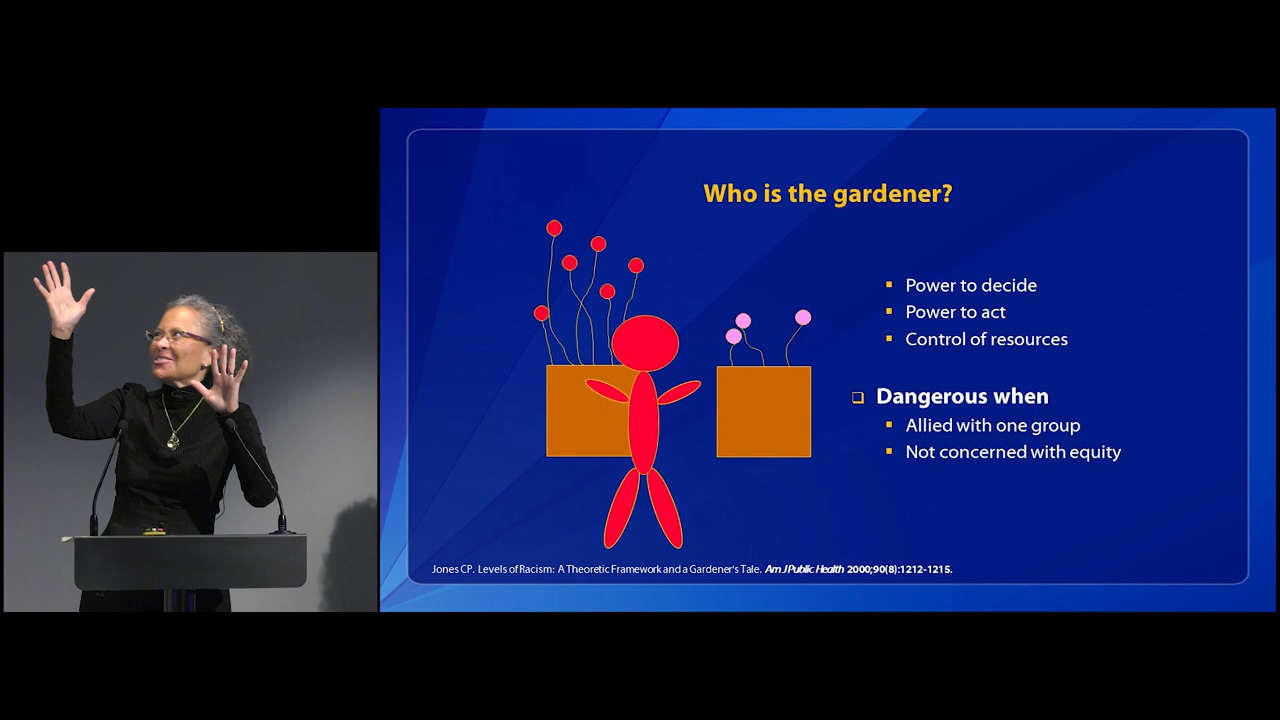 Who is the gardener?
Power to decide
Power to act
Control of resources
Dangerous when
Allied with one group
Not concerned with equity
Jones CP. Levels of Racism: A Theoretic Framework and a Gardener's Tale. Am J Public Health 2000;90(8):1212-1215.